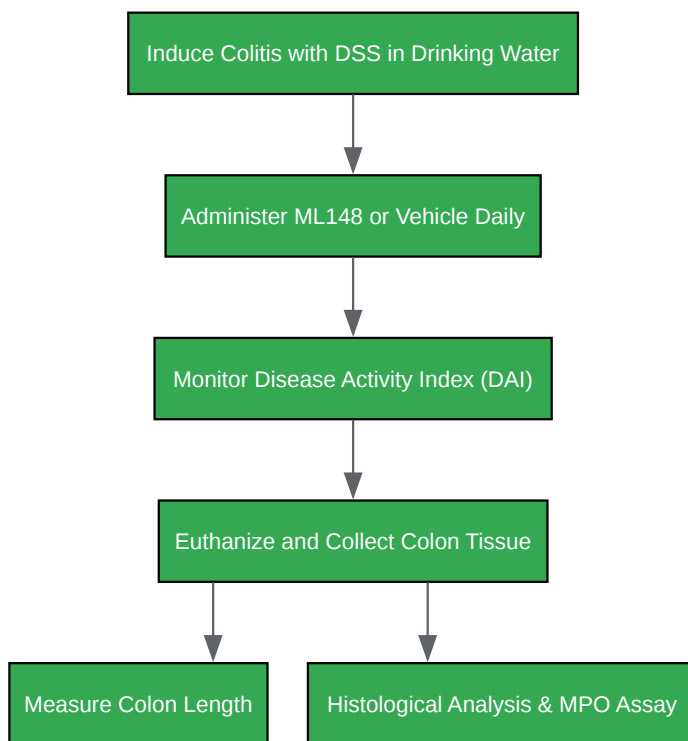 Induce Colitis with DSS in Drinking Water
Administer ML148 or Vehicle Daily
Monitor Disease Activity Index (DAI)
Euthanize and Collect Colon Tissue
Measure Colon Length
Histological Analysis & MPO Assay